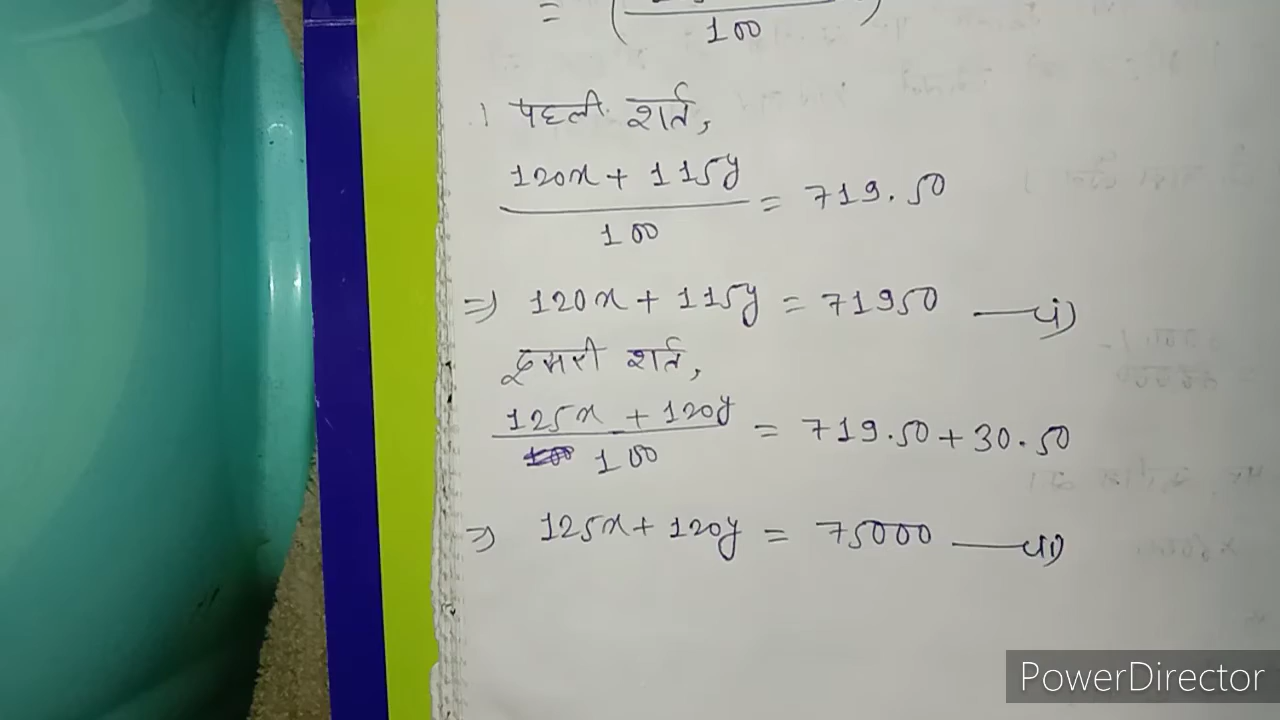 = ( / 100 )
पहली शर्त,
120x + 115y / 100 = 719.50
=> 120x + 115y = 71950 —(i)
दूसरी शर्त,
125x + 120y / 100 = 719.50 + 30.50
=> 125x + 120y = 75000 —(ii)
PowerDirector